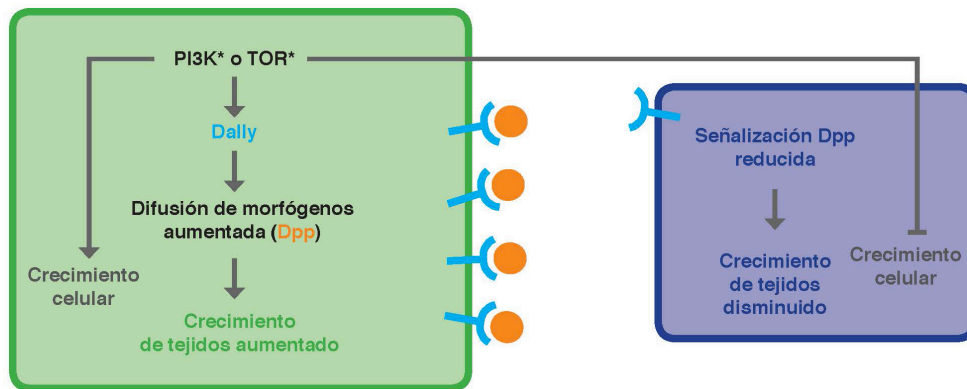 PI3K* o TOR*
Dally
Difusión de morfógenos
aumentada (Dpp)
Crecimiento
celular
Crecimiento
de tejidos aumentado
Señalización Dpp
reducida
Crecimiento
de tejidos
disminuido
Crecimiento
celular